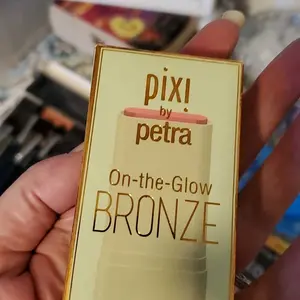 pixi
by
petra
On-the-Glow
BRONZE